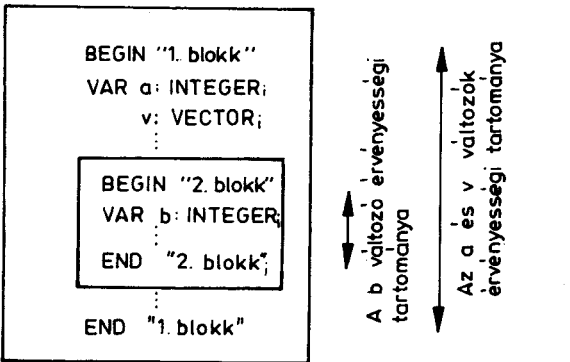 BEGIN "1. blokk"
VAR a: INTEGER;
v: VECTOR;
BEGIN "2. blokk"
VAR b: INTEGER;
END "2. blokk";
END "1. blokk"
A b változó érvényességi
tartománya
Az a és v változók
érvényességi tartománya